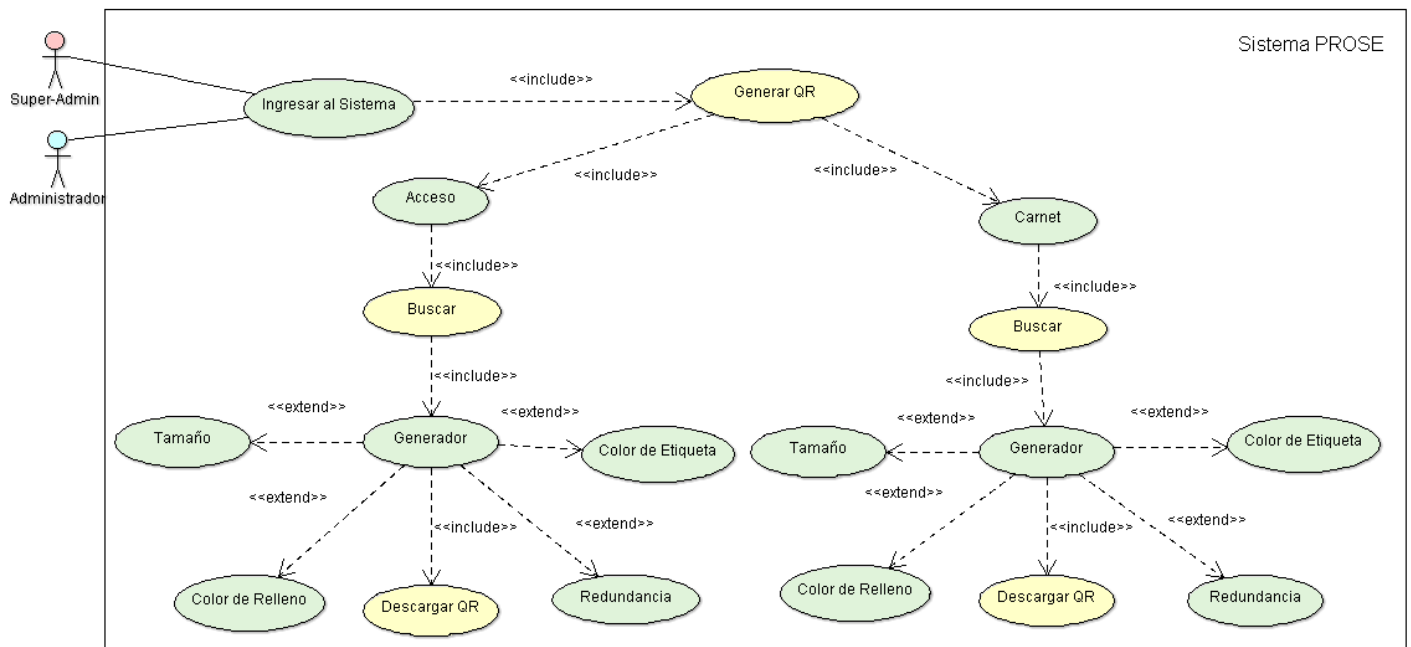 Sistema PROSE
Super-Admin
Ingresar al Sistema
<<include>>
Generar QR
Administrador
<<include>>
<<include>>
Acceso
Carnet
<<include>>
<<include>>
Buscar
Buscar
<<include>>
<<include>>
<<extend>>
<<extend>>
<<extend>>
<<extend>>
Tamaño
Generador
Color de Etiqueta
Tamaño
Generador
Color de Etiqueta
<<extend>>
<<include>>
<<extend>>
<<extend>>
<<include>>
<<extend>>
Color de Relleno
Descargar QR
Redundancia
Color de Relleno
Descargar QR
Redundancia